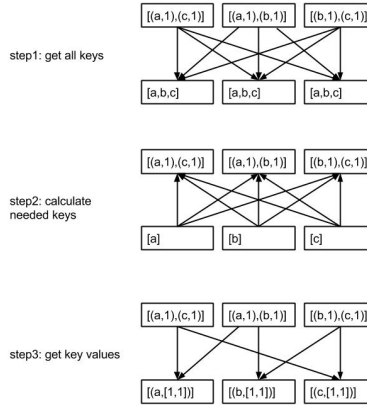 [(a,1),(c,1)] [(a,1),(b,1)] [(b,1),(c,1)]
step1: get all keys
[a,b,c] [a,b,c] [a,b,c]
[(a,1),(c,1)] [(a,1),(b,1)] [(b,1),(c,1)]
step2: calculate
needed keys
[a] [b] [c]
[(a,1),(c,1)] [(a,1),(b,1)] [(b,1),(c,1)]
step3: get key values
[(a,[1,1])] [(b,[1,1])] [(c,[1,1])]